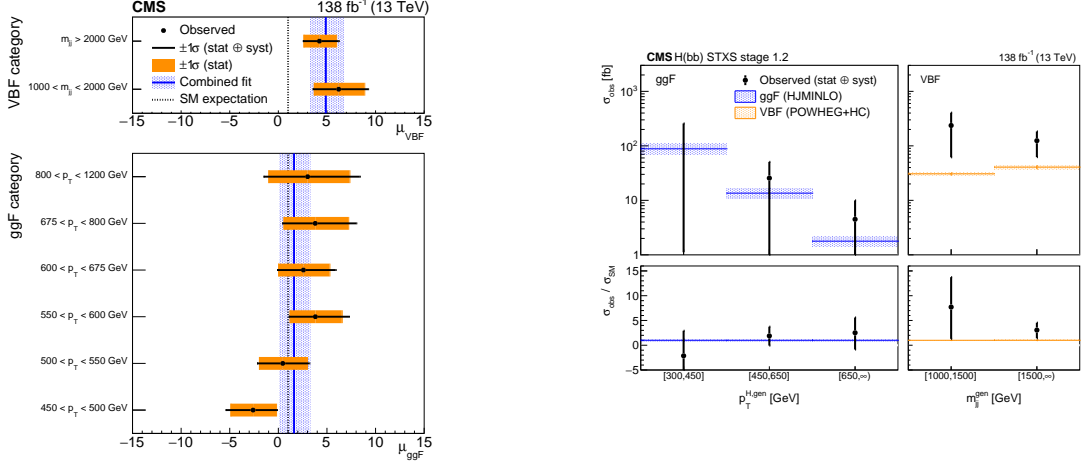 CMS 138 fb⁻¹ (13 TeV)
VBF category
m_jj > 2000 GeV
1000 < m_jj < 2000 GeV
Observed
±1σ (stat ⊕ syst)
±1σ (stat)
Combined fit
SM expectation
−15 −10 −5 0 5 10 15
μ_VBF
ggF category
800 < p_T < 1200 GeV
675 < p_T < 800 GeV
600 < p_T < 675 GeV
550 < p_T < 600 GeV
500 < p_T < 550 GeV
450 < p_T < 500 GeV
−15 −10 −5 0 5 10 15
μ_ggF
CMS H(bb) STXS stage 1.2 138 fb⁻¹ (13 TeV)
σ_obs [fb]
10³
10²
10
1
ggF
Observed (stat ⊕ syst)
ggF (HJMINLO)
VBF (POWHEG+HC)
VBF
σ_obs / σ_SM
15
10
5
0
−5
[300,450] [450,650] [650,∞) [1000,1500] [1500,∞)
p_T^H,gen [GeV] m_jj^gen [GeV]